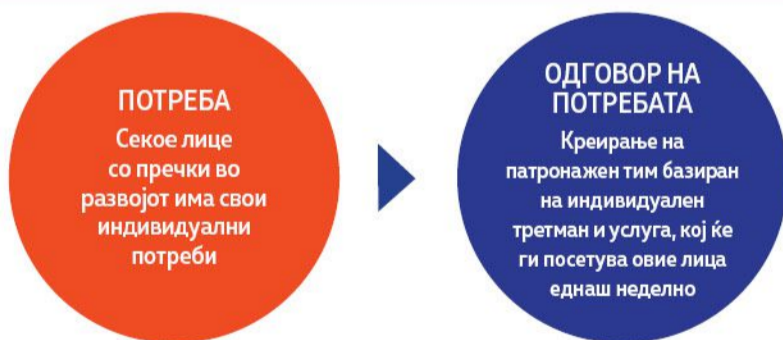 ПОТРЕБА
Секое лице
со пречки во
развојот има свои
индивидуални
потреби
ОДГОВОР НА
ПОТРЕБАТА
Креирање на
патронажен тим базиран
на индивидуален
третман и услуга, кој ќе
ги посетува овие лица
еднаш неделно